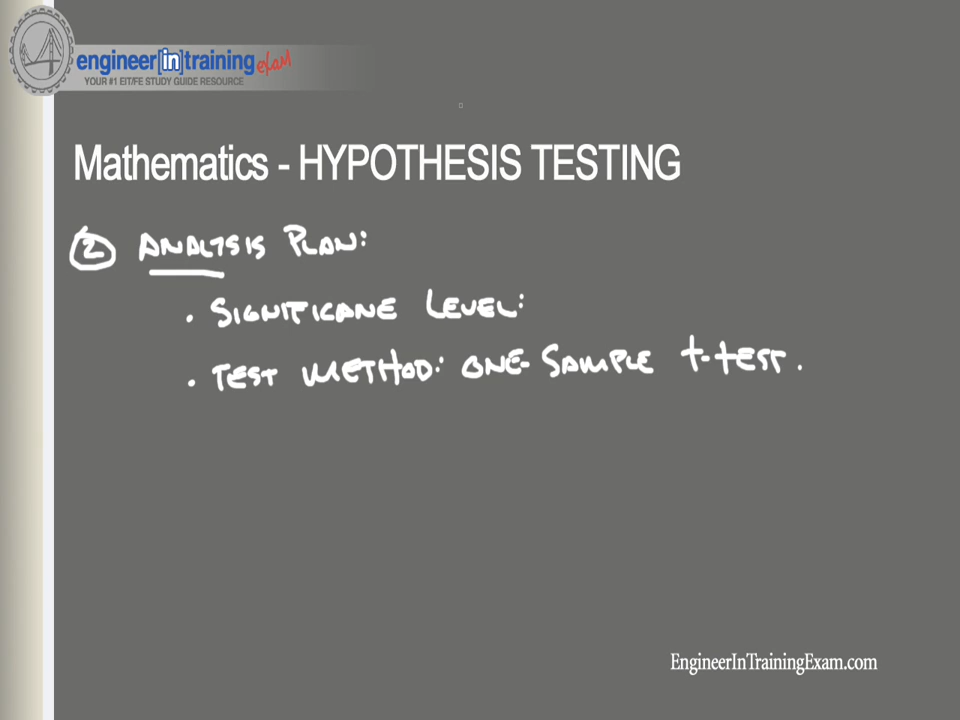 engineer[in]training exam
YOUR #1 EIT/FE STUDY GUIDE RESOURCE
Mathematics - HYPOTHESIS TESTING
2 ANALYSIS PLAN:
• SIGNIFICANE LEVEL:
• TEST METHOD: ONE-SAMPLE t-TEST.
EngineerInTrainingExam.com